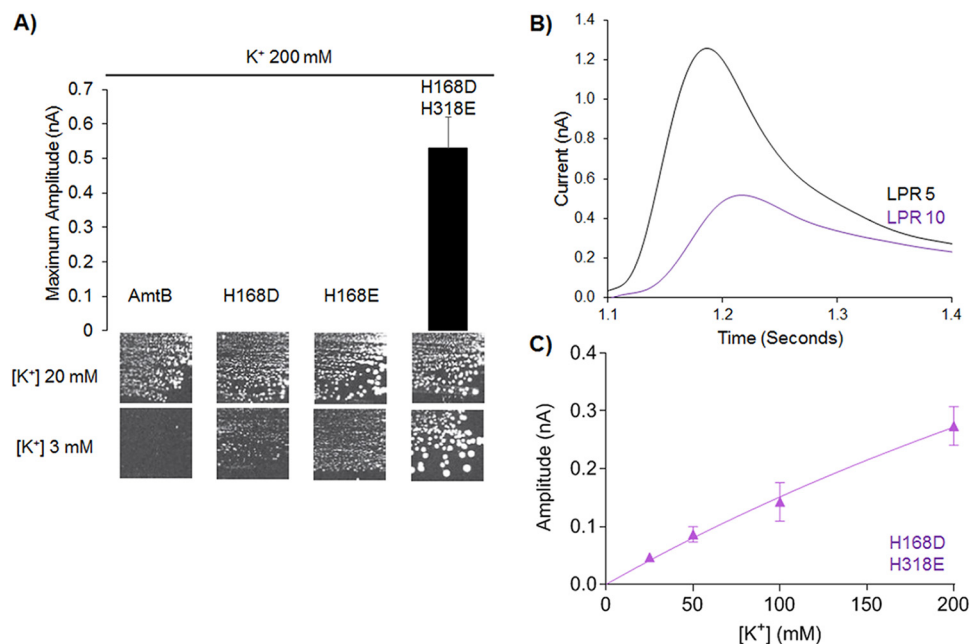 A)
K⁺ 200 mM
Maximum Amplitude (nA)
0.7
0.6
0.5
0.4
0.3
0.2
0.1
0
AmtB
H168D
H168E
H168D
H318E
[K⁺] 20 mM
[K⁺] 3 mM
B)
Current (nA)
1.4
1.2
1.0
0.8
0.6
0.4
0.2
0.0
LPR 5
LPR 10
1.1 1.2 1.3 1.4
Time (Seconds)
C)
Amplitude (nA)
0.4
0.3
0.2
0.1
0.0
H168D
H318E
0 50 100 150 200
[K⁺] (mM)